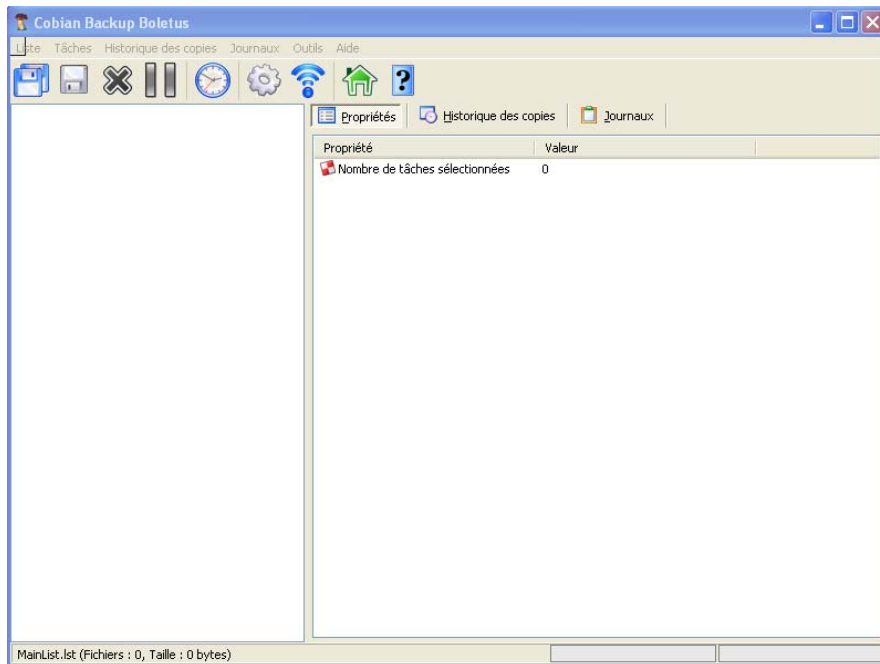 Cobian Backup Boletus
Liste Tâches Historique des copies Journaux Outils Aide
?
Propriétés Historique des copies Journaux
Propriété Valeur
Nombre de tâches sélectionnées 0
MainList.lst (Fichiers : 0, Taille : 0 bytes)